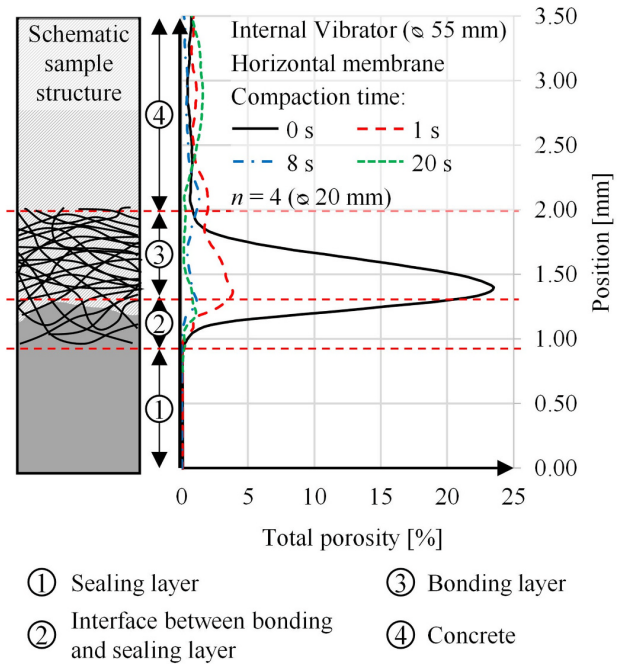 Schematic
sample
structure
Internal Vibrator (⌀ 55 mm)
Horizontal membrane
Compaction time:
0 s
1 s
8 s
20 s
n = 4 (⌀ 20 mm)
④
③
②
①
3.50
3.00
2.50
2.00
1.50
1.00
0.50
0.00
Position [mm]
0
5
10
15
20
25
Total porosity [%]
① Sealing layer
② Interface between bonding
and sealing layer
③ Bonding layer
④ Concrete